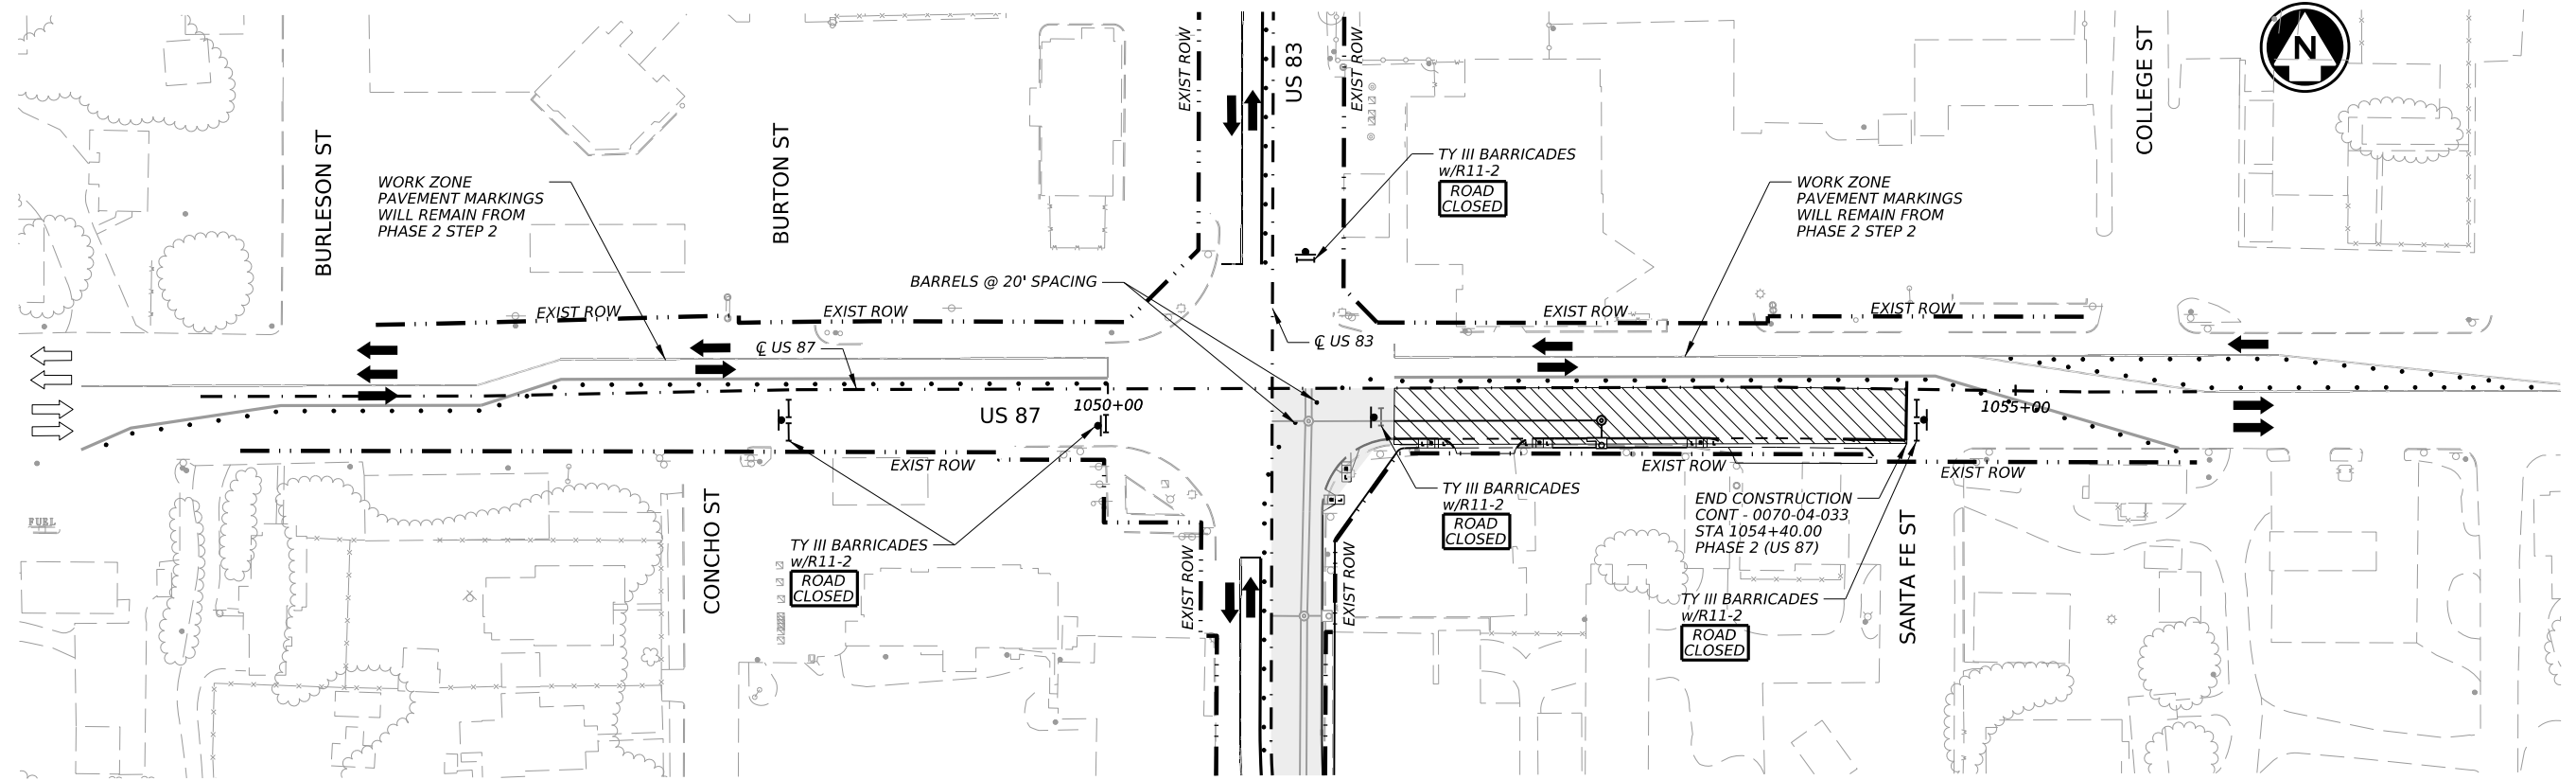 EXIST ROW
US 83
EXIST ROW
COLLEGE ST
N
BURLESON ST
BURTON ST
WORK ZONE
PAVEMENT MARKINGS
WILL REMAIN FROM
PHASE 2 STEP 2
TY III BARRICADES
w/R11-2
ROAD
CLOSED
WORK ZONE
PAVEMENT MARKINGS
WILL REMAIN FROM
PHASE 2 STEP 2
BARRELS @ 20' SPACING
EXIST ROW
EXIST ROW
EXIST ROW
EXIST ROW
℄ US 87
℄ US 83
US 87
1050+00
1055+00
EXIST ROW
EXIST ROW
EXIST ROW
CONCHO ST
TY III BARRICADES
w/R11-2
ROAD
CLOSED
EXIST ROW
EXIST ROW
TY III BARRICADES
w/R11-2
ROAD
CLOSED
END CONSTRUCTION
CONT - 0070-04-033
STA 1054+40.00
PHASE 2 (US 87)
SANTA FE ST
TY III BARRICADES
w/R11-2
ROAD
CLOSED
FUEL